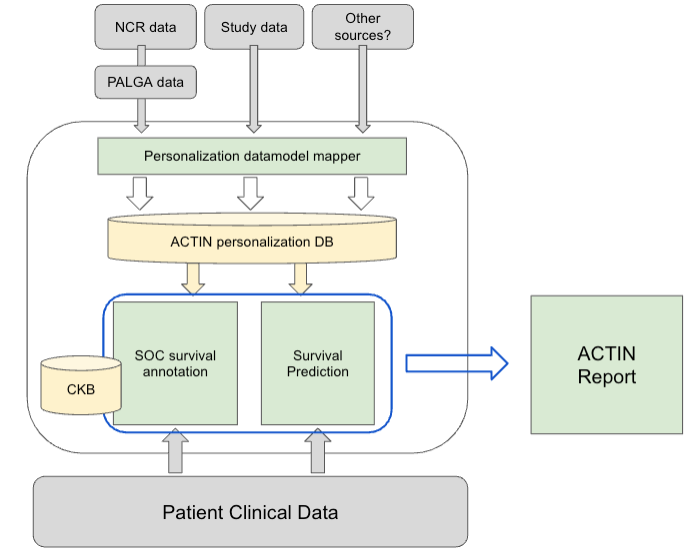 NCR data
Study data
Other
sources?
PALGA data
Personalization datamodel mapper
ACTIN personalization DB
SOC survival
annotation
Survival
Prediction
CKB
ACTIN
Report
Patient Clinical Data